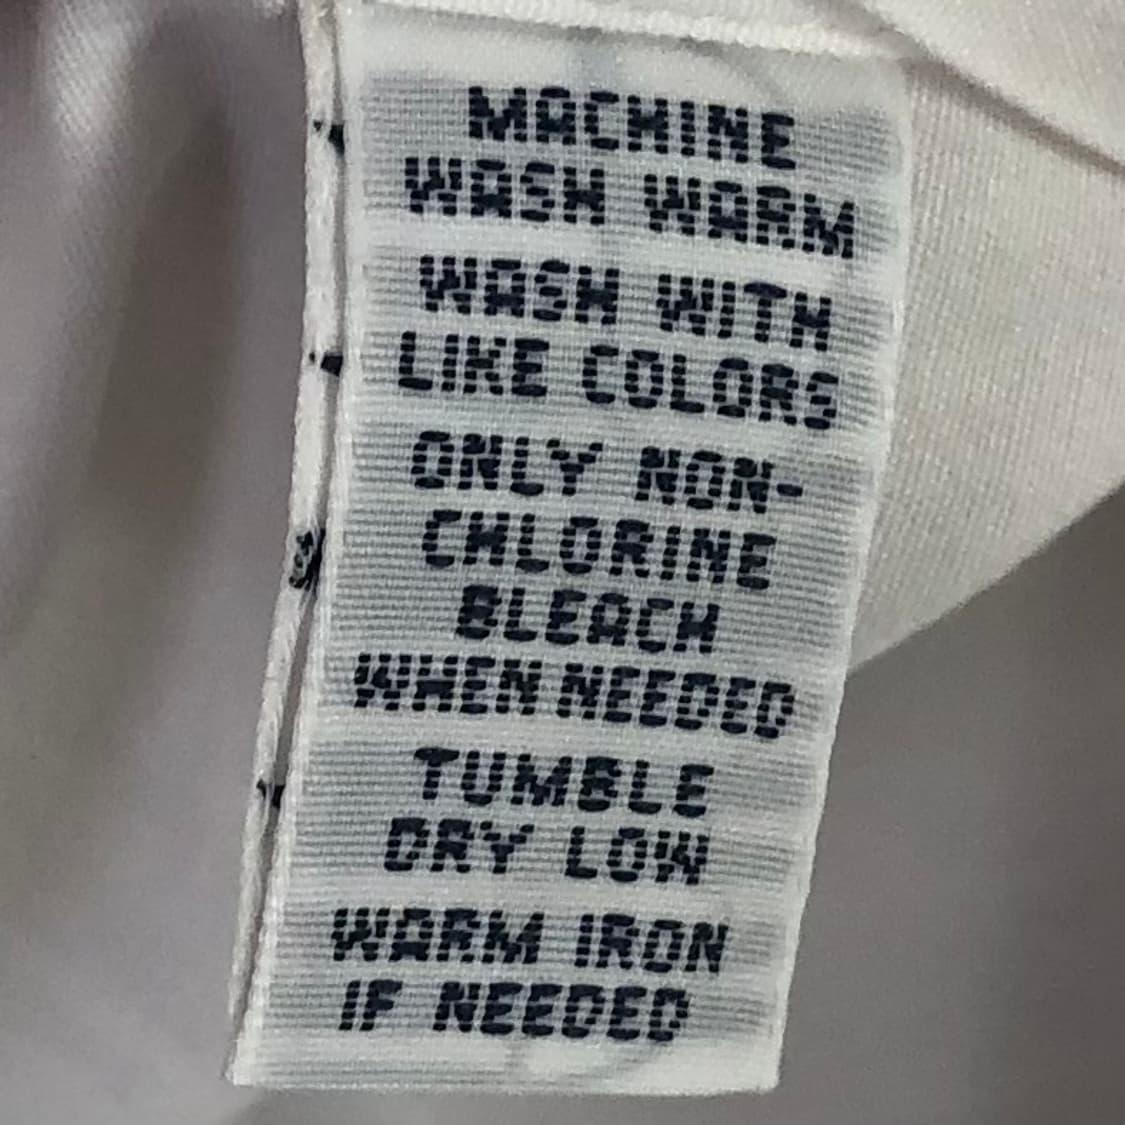 MACHINE
WASH WARM
WASH WITH
LIKE COLORS
ONLY NON-
CHLORINE
BLEACH
WHEN NEEDED
TUMBLE
DRY LOW
WARM IRON
IF NEEDED